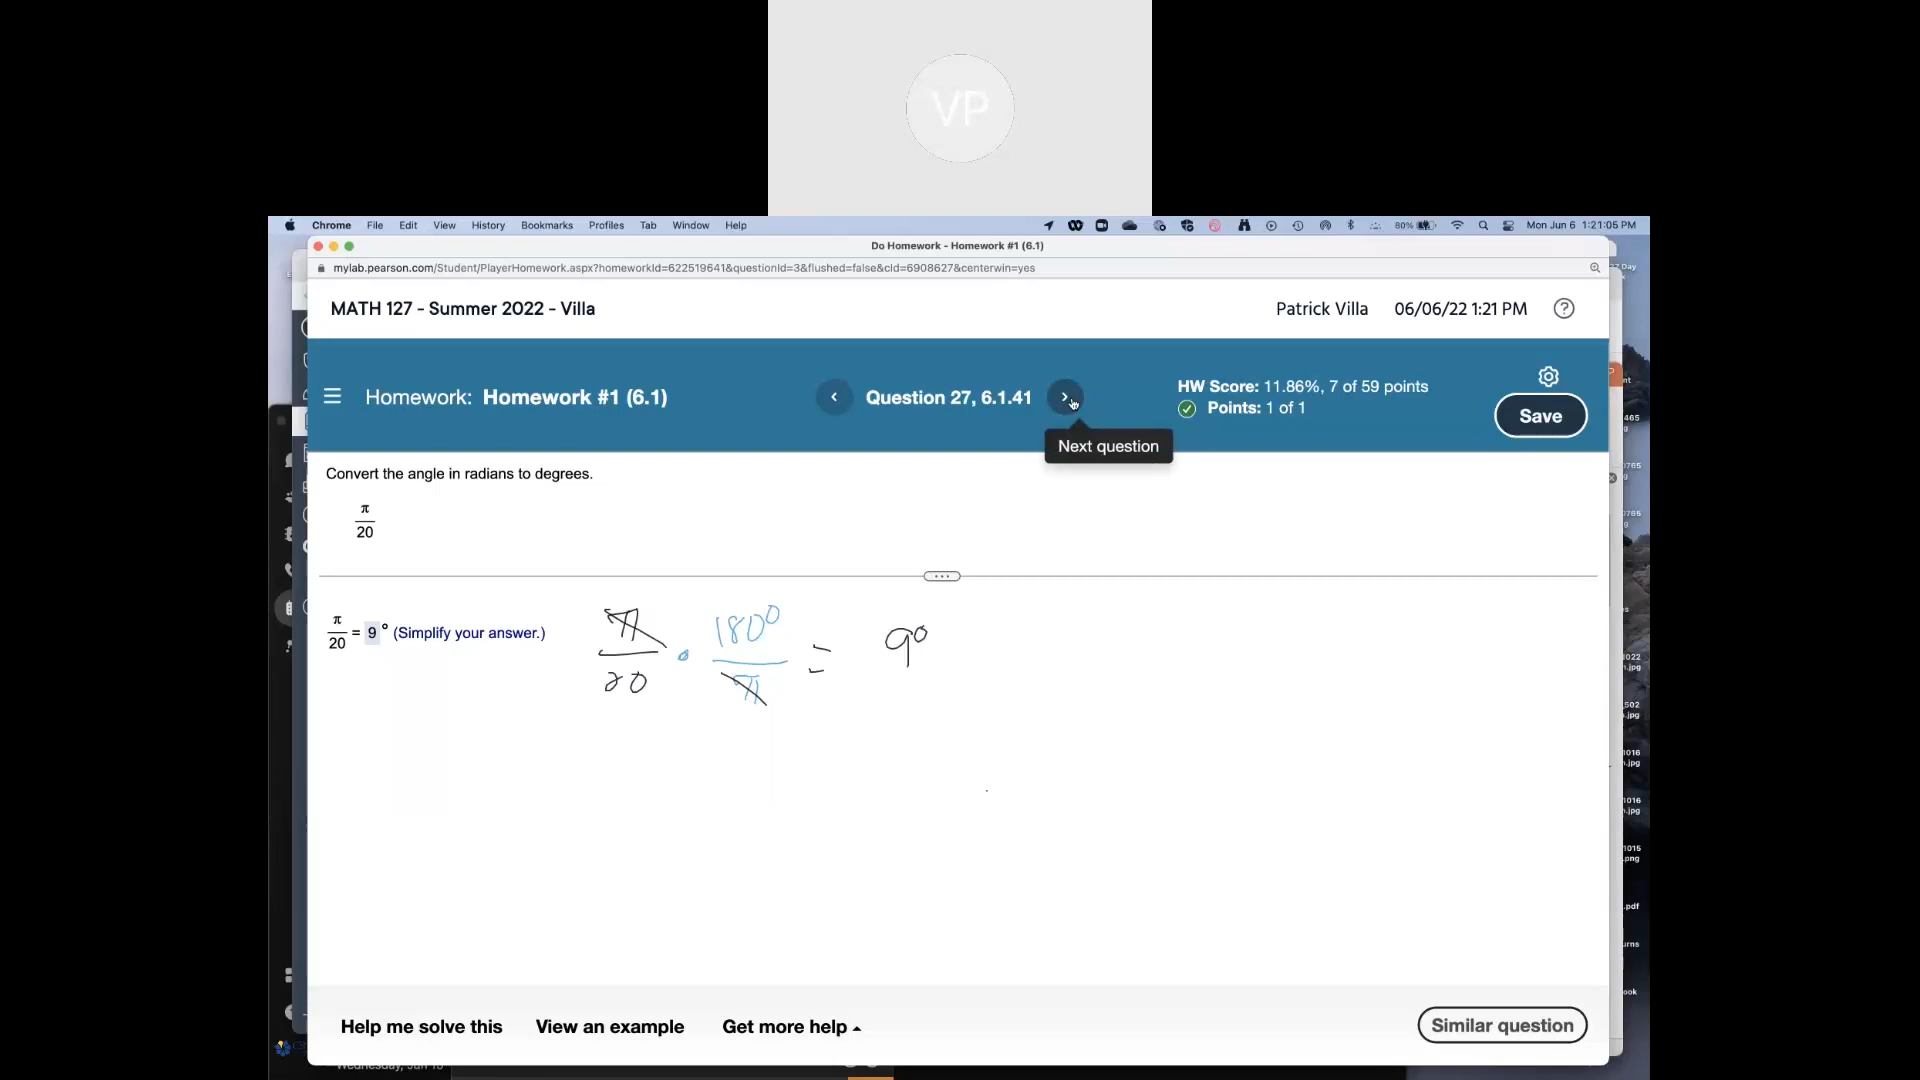 VP
Chrome File Edit View History Bookmarks Profiles Tab Window Help 80% Mon Jun 6 1:21:05 PM
Do Homework - Homework #1 (6.1)
mylab.pearson.com/Student/PlayerHomework.aspx?homeworkId=622519641&questionId=3&flushed=false&cId=6908627&centerwin=yes
MATH 127 - Summer 2022 - Villa Patrick Villa 06/06/22 1:21 PM ?
Homework: Homework #1 (6.1) Question 27, 6.1.41 HW Score: 11.86%, 7 of 59 points
Points: 1 of 1
Save
Next question
Convert the angle in radians to degrees.
π
20
π/20 = 9° (Simplify your answer.)
π/20 · 180°/π = 9°
Help me solve this View an example Get more help Similar question